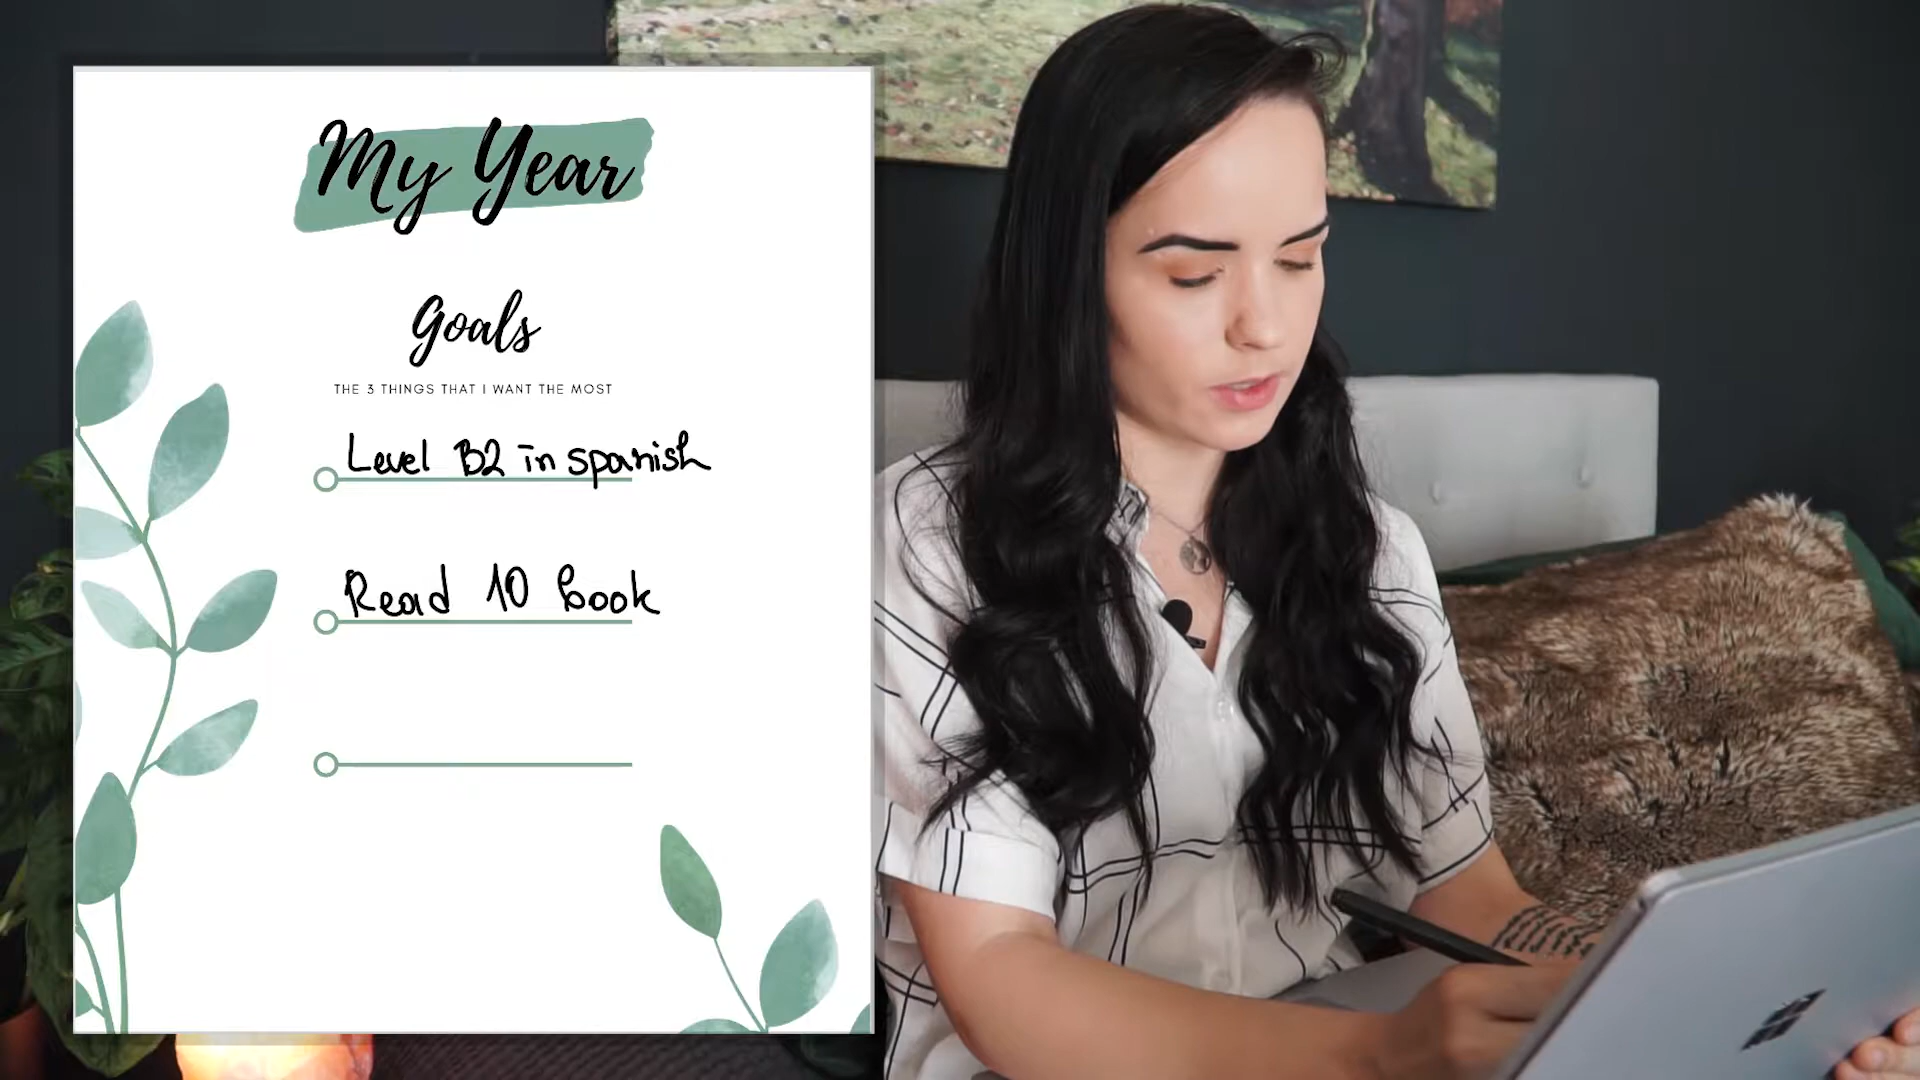 My Year
Goals
THE 3 THINGS THAT I WANT THE MOST
Level B2 in spanish
Read 10 book